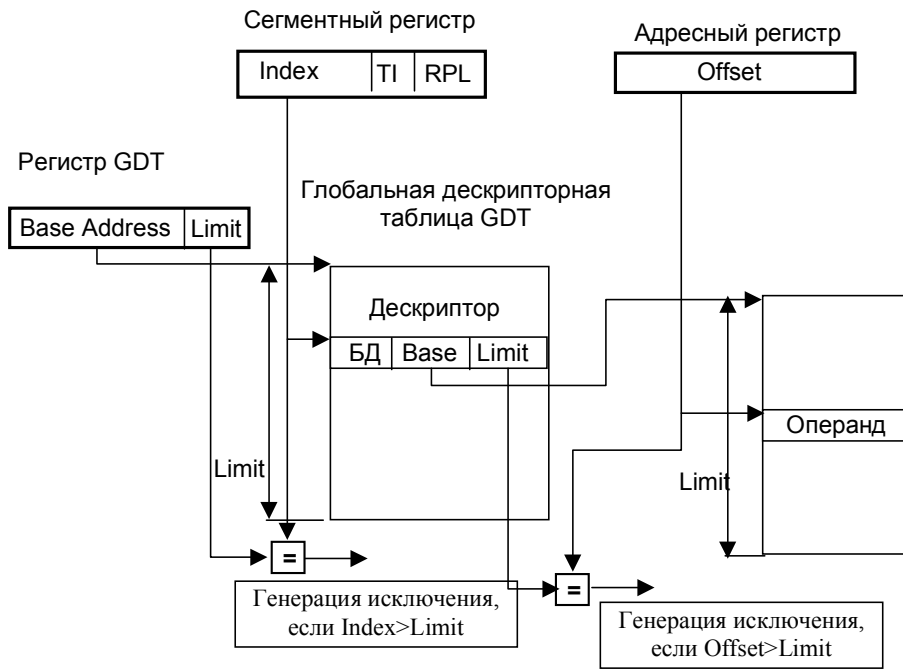 Сегментный регистр
Адресный регистр
Index TI RPL
Offset
Регистр GDT
Глобальная дескрипторная
таблица GDT
Base Address Limit
Дескриптор
БД Base Limit
Операнд
Limit
Limit
=
=
Генерация исключения,
если Index>Limit
Генерация исключения,
если Offset>Limit